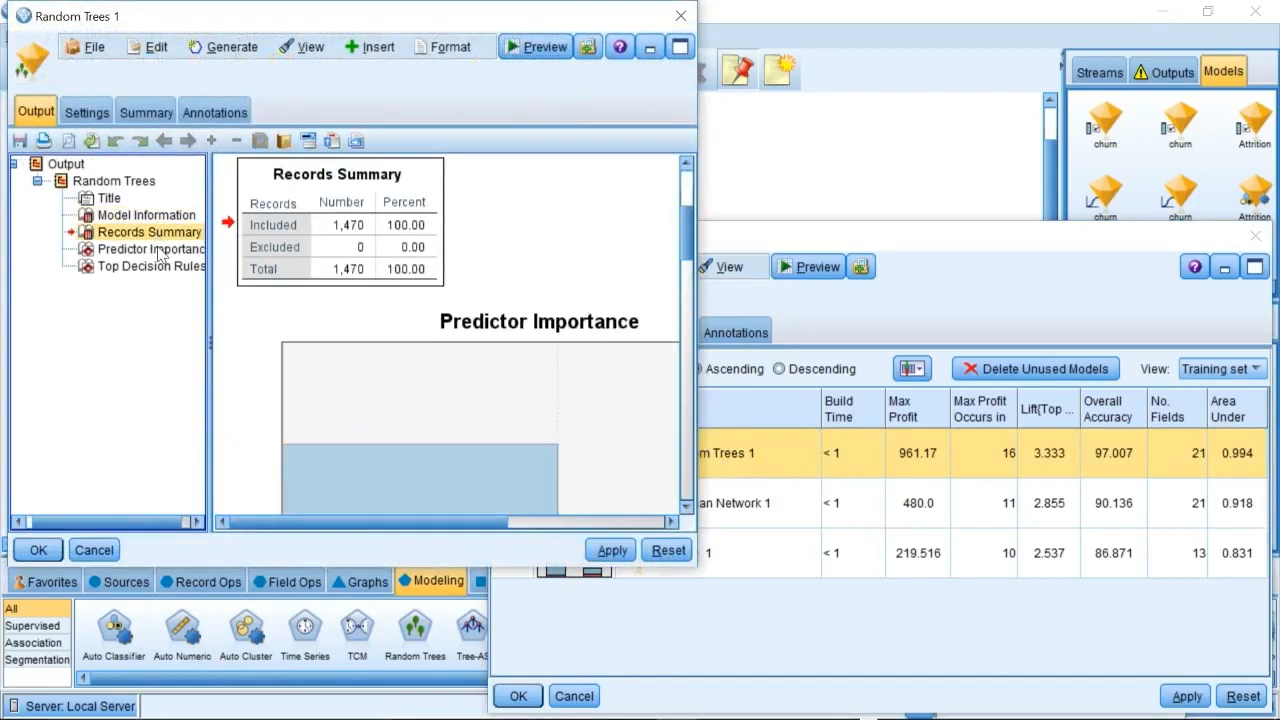 Random Trees 1
File Edit Generate View Insert Format Preview
Output Settings Summary Annotations
Output
Random Trees
Title
Model Information
Records Summary
Predictor Importanc
Top Decision Rules
Records Summary
Records Number Percent
Included 1,470 100.00
Excluded 0 0.00
Total 1,470 100.00
Predictor Importance
OK Cancel Apply Reset
Streams Outputs Models
churn churn Attrition
churn churn Attrition
View Preview
Annotations
Ascending Descending Delete Unused Models View: Training set
Build Time Max Profit Max Profit Occurs in Lift{Top ... Overall Accuracy No. Fields Area Under
m Trees 1 < 1 961.17 16 3.333 97.007 21 0.994
an Network 1 < 1 480.0 11 2.855 90.136 21 0.918
1 < 1 219.516 10 2.537 86.871 13 0.831
Favorites Sources Record Ops Field Ops Graphs Modeling
All
Supervised
Association
Segmentation
Auto Classifier Auto Numeric Auto Cluster Time Series TCM Random Trees Tree-AS
OK Cancel Apply Reset
Server: Local Server